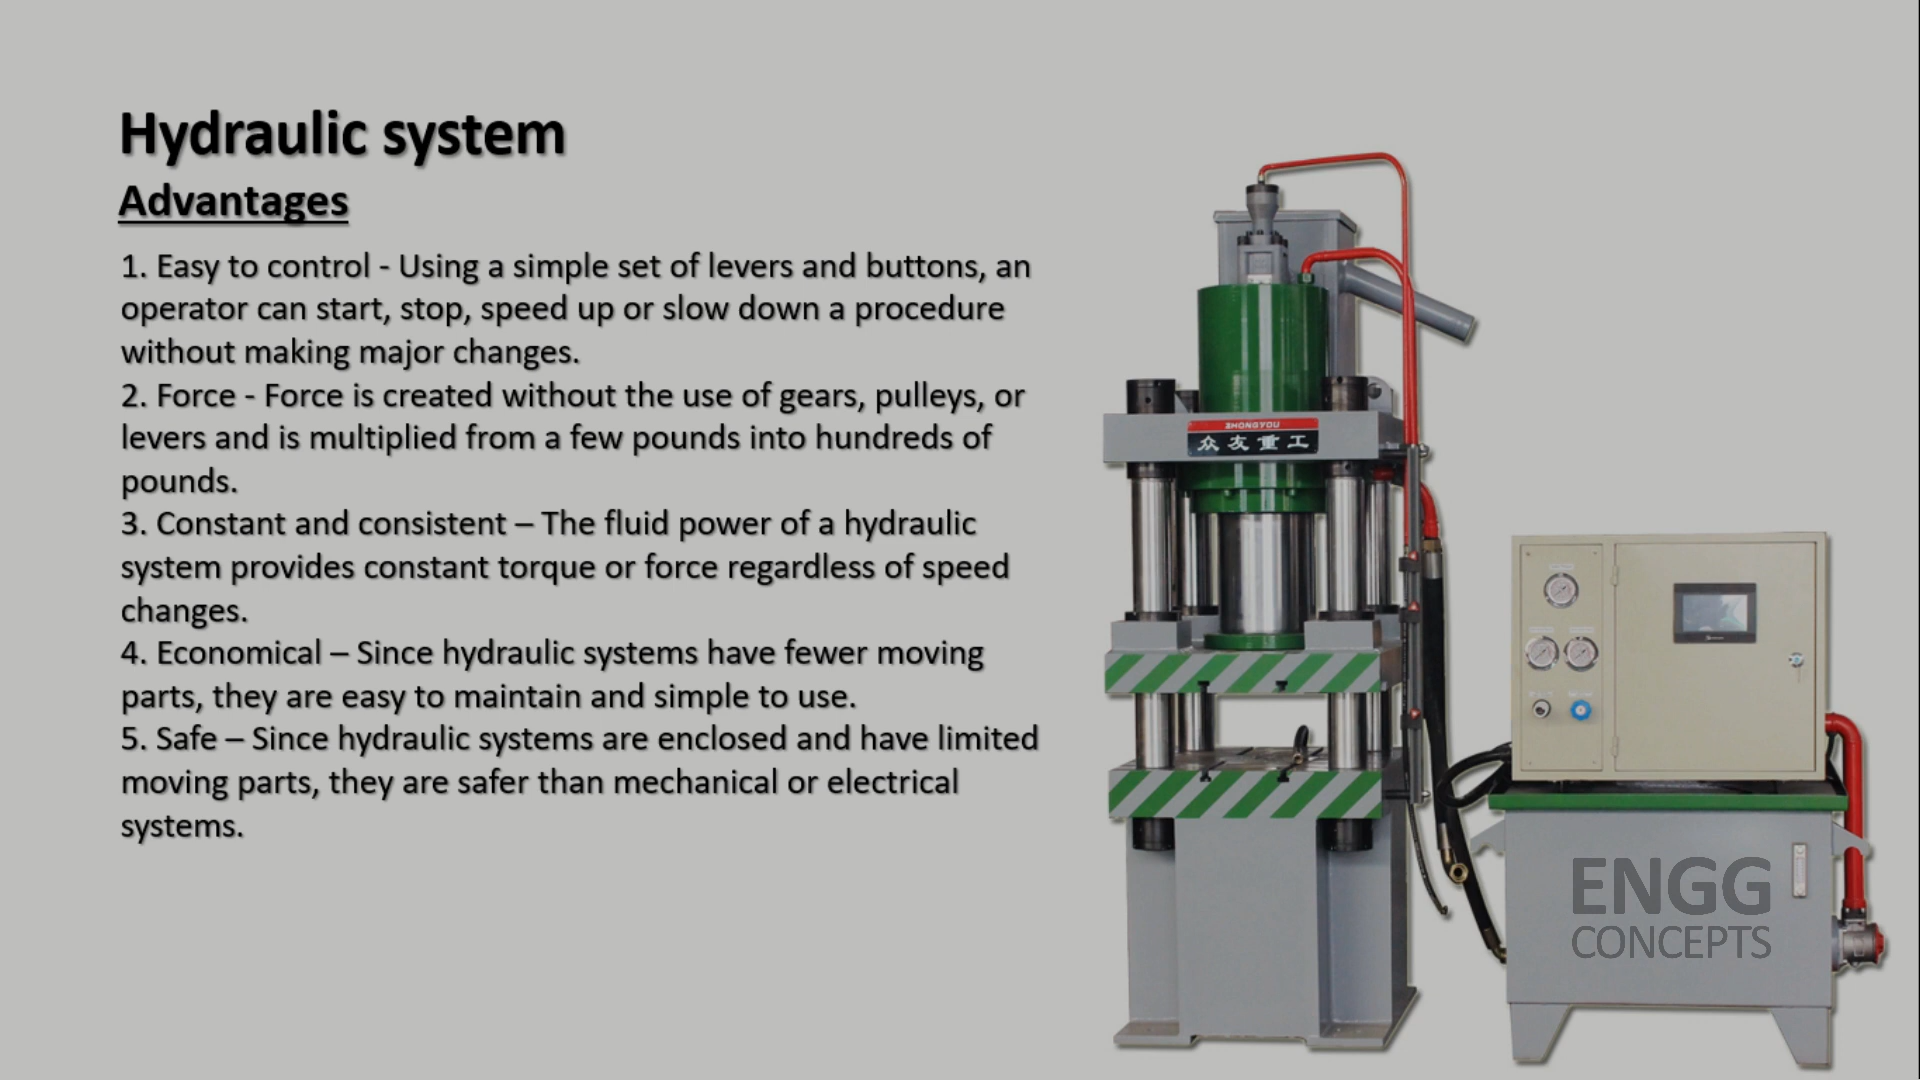 Hydraulic system
Advantages
1. Easy to control - Using a simple set of levers and buttons, an
operator can start, stop, speed up or slow down a procedure
without making major changes.
2. Force - Force is created without the use of gears, pulleys, or
levers and is multiplied from a few pounds into hundreds of
pounds.
3. Constant and consistent – The fluid power of a hydraulic
system provides constant torque or force regardless of speed
changes.
4. Economical – Since hydraulic systems have fewer moving
parts, they are easy to maintain and simple to use.
5. Safe – Since hydraulic systems are enclosed and have limited
moving parts, they are safer than mechanical or electrical
systems.
ZHONGYOU
众友重工
ENGG
CONCEPTS